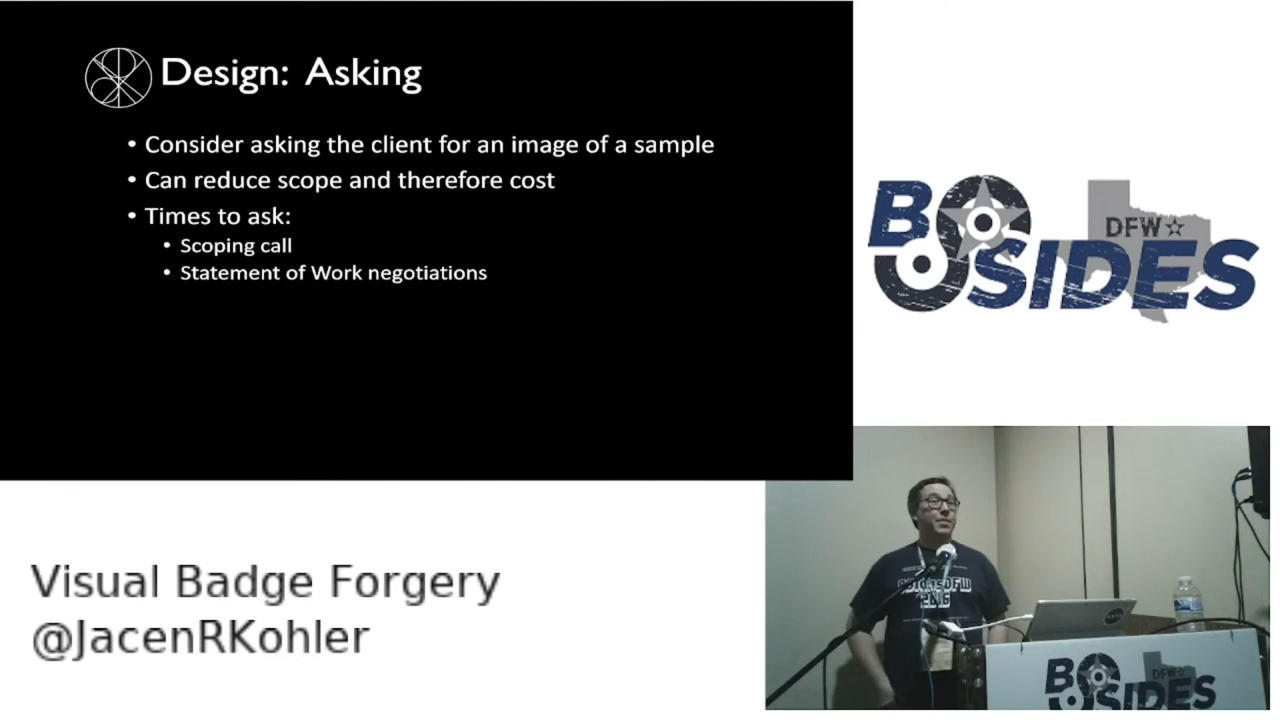 Design: Asking
• Consider asking the client for an image of a sample
• Can reduce scope and therefore cost
• Times to ask:
• Scoping call
• Statement of Work negotiations
BSIDES
DFW
Visual Badge Forgery
@JacenRKohler
BSIDES
DFW